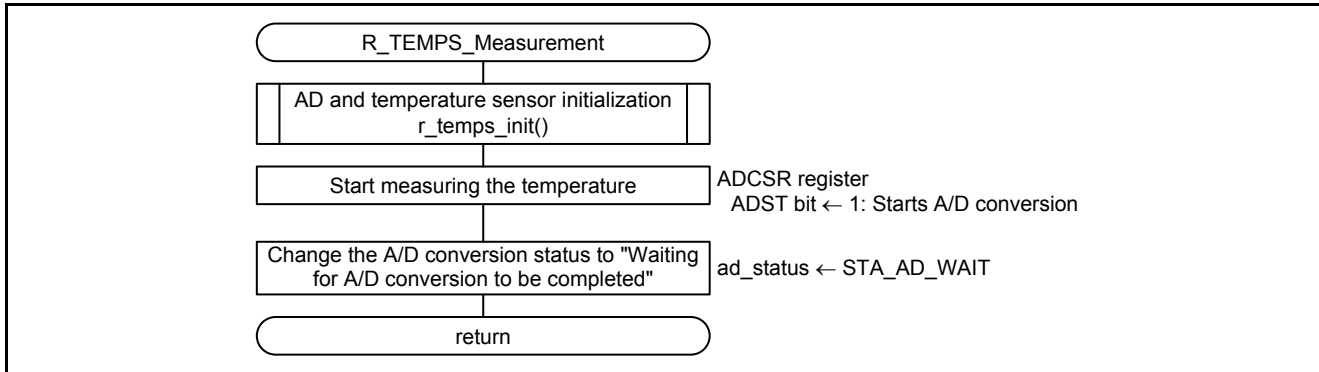 R_TEMPS_Measurement
AD and temperature sensor initialization
r_temps_init()
Start measuring the temperature
ADCSR register
ADST bit ← 1: Starts A/D conversion
Change the A/D conversion status to "Waiting
for A/D conversion to be completed"
ad_status ← STA_AD_WAIT
return